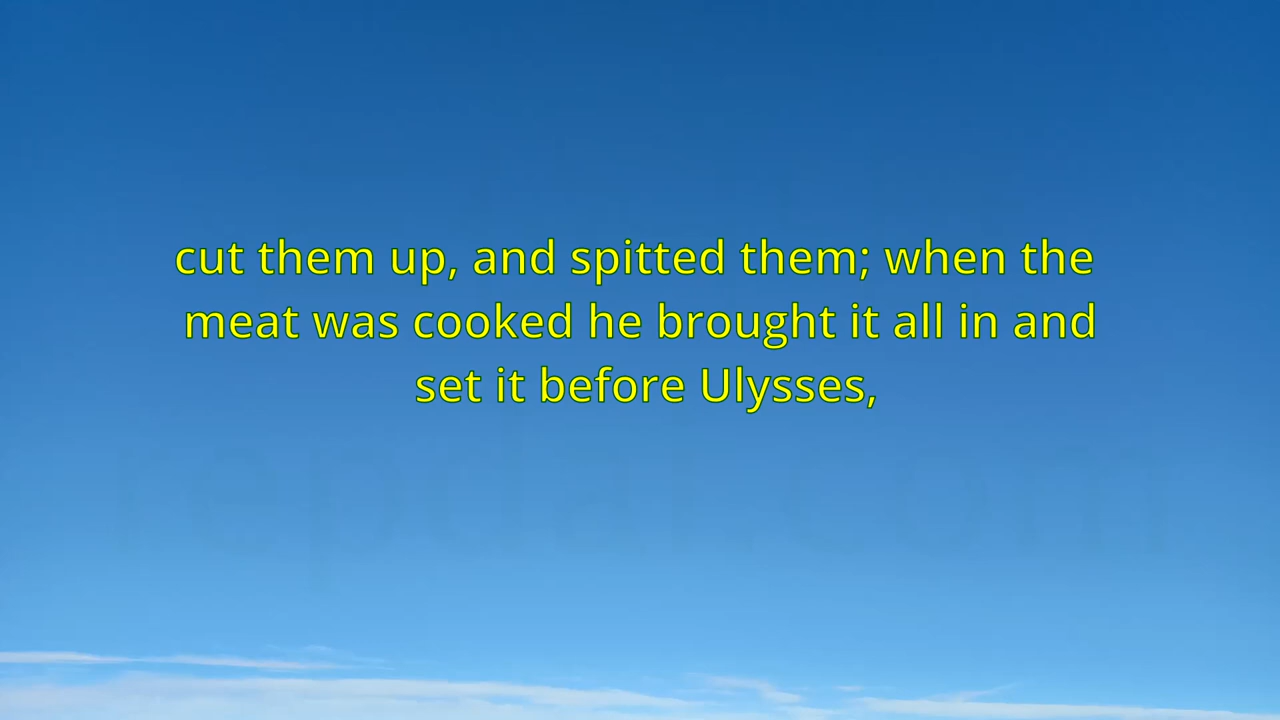 cut them up, and spitted them; when the
meat was cooked he brought it all in and
set it before Ulysses,